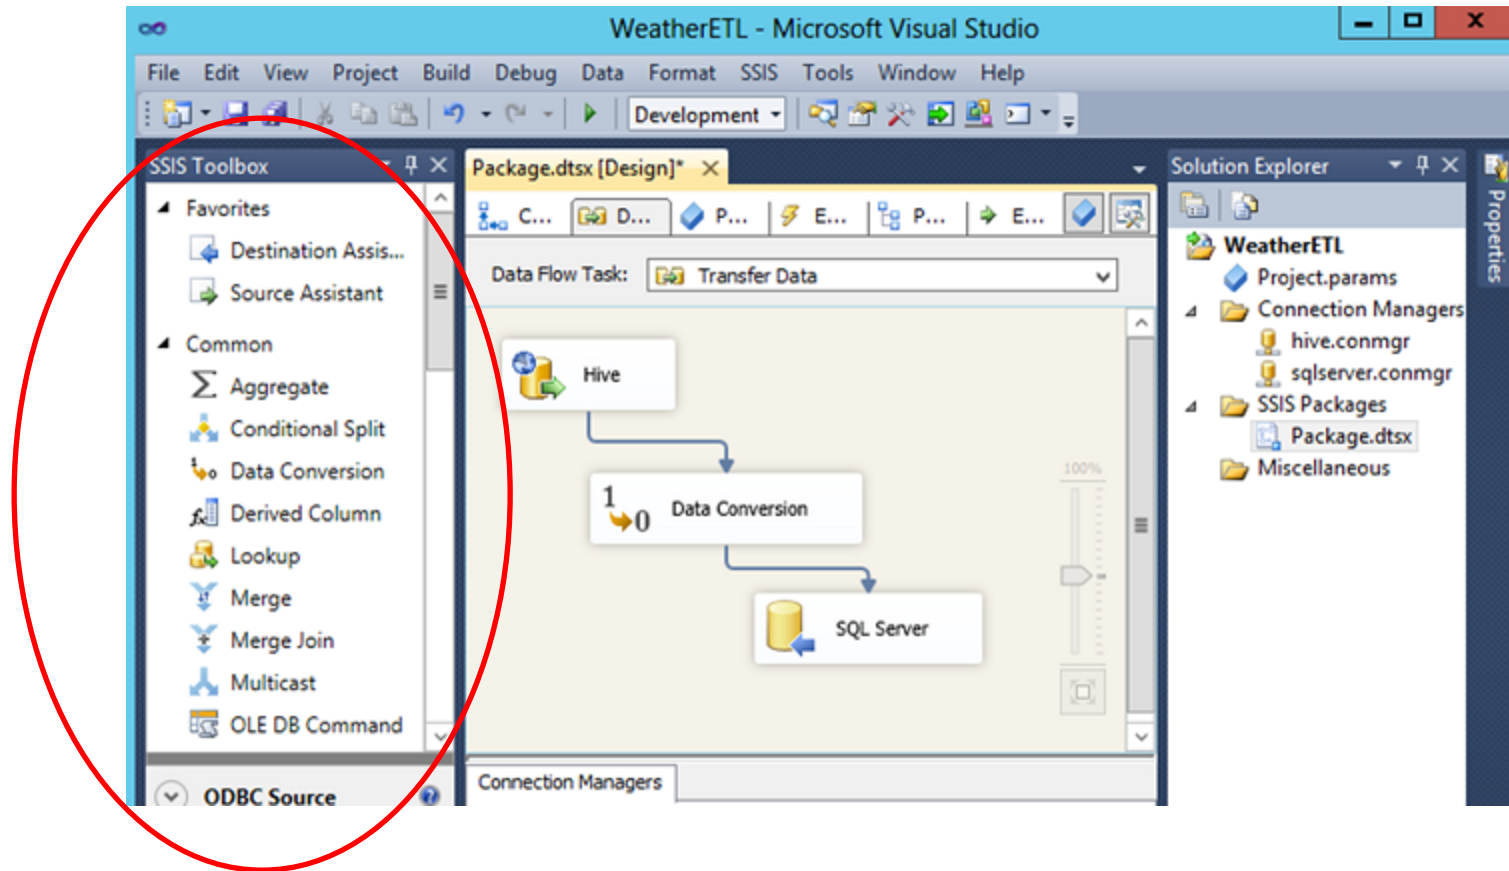 WeatherETL - Microsoft Visual Studio
File Edit View Project Build Debug Data Format SSIS Tools Window Help
Development
SSIS Toolbox
Favorites
Destination Assis...
Source Assistant
Common
Aggregate
Conditional Split
Data Conversion
Derived Column
Lookup
Merge
Merge Join
Multicast
OLE DB Command
ODBC Source
Package.dtsx [Design]*
C... D... P... E... P... E...
Data Flow Task: Transfer Data
Hive
1
0
Data Conversion
SQL Server
100%
Connection Managers
Solution Explorer
WeatherETL
Project.params
Connection Managers
hive.conmgr
sqlserver.conmgr
SSIS Packages
Package.dtsx
Miscellaneous
Properties